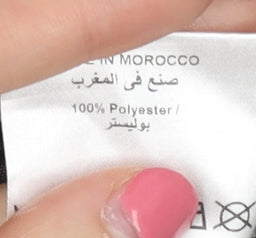 IN MOROCCO
صنع في المغرب
100% Polyester /
بوليستر